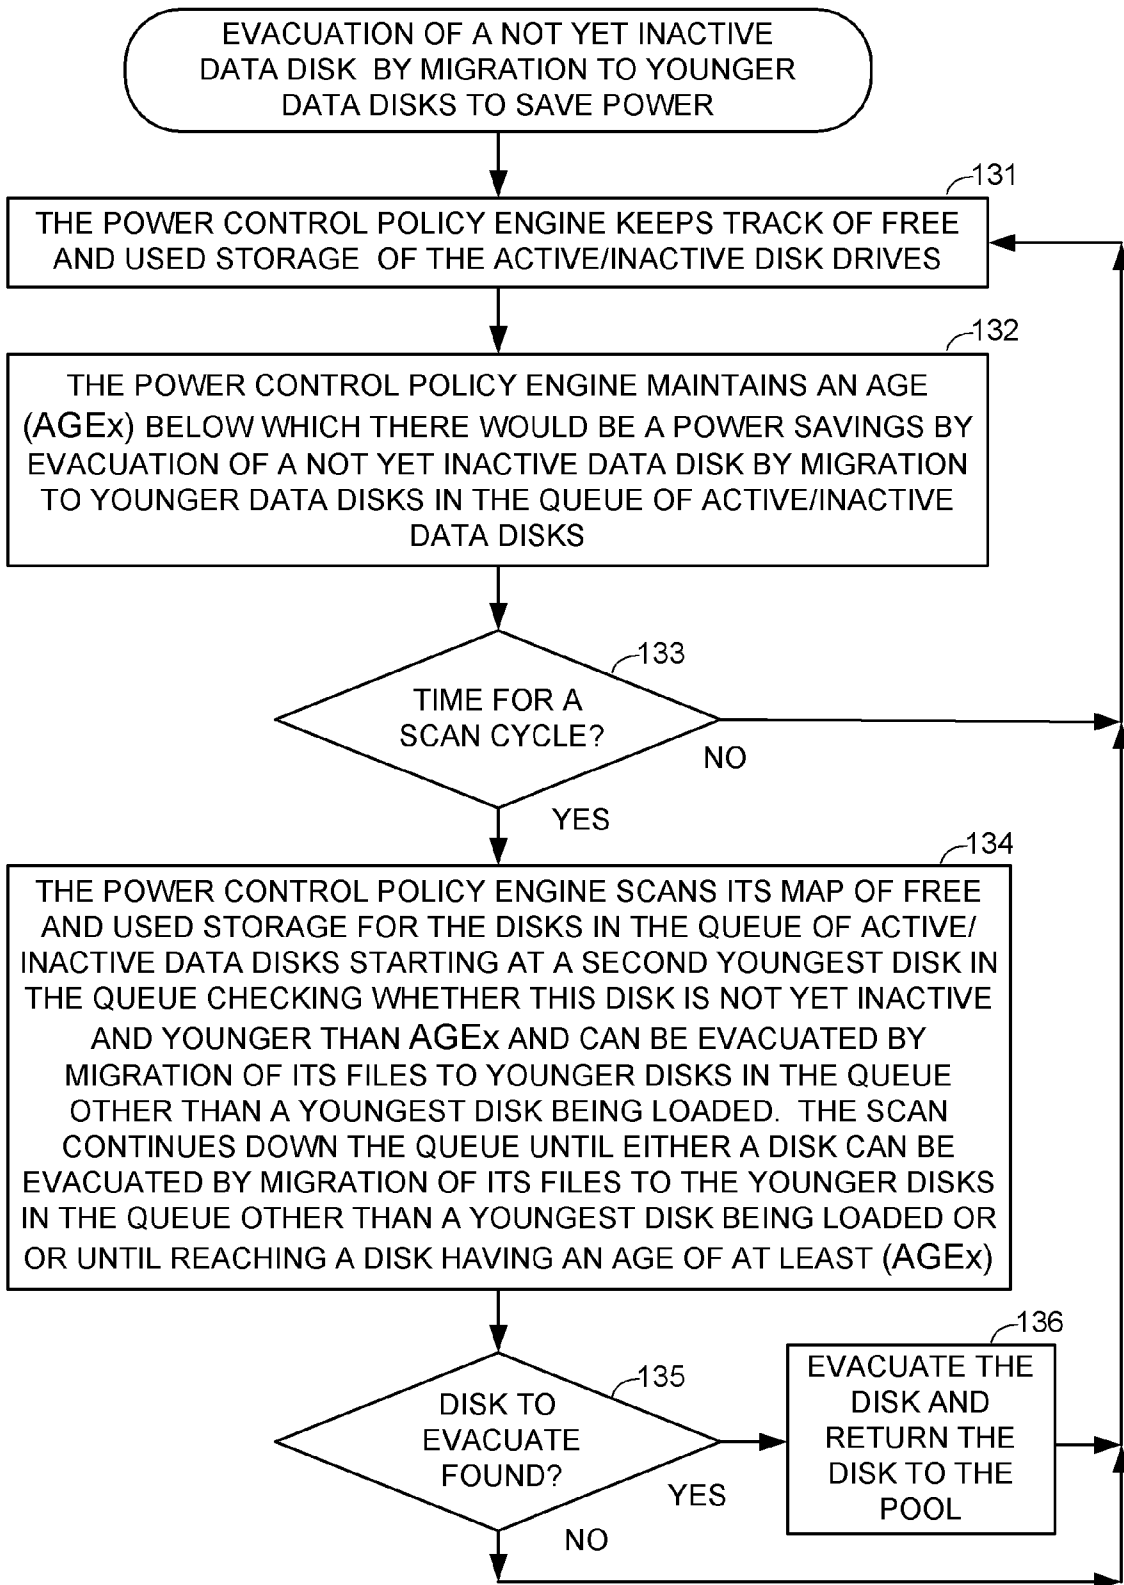 EVACUATION OF A NOT YET INACTIVE
DATA DISK BY MIGRATION TO YOUNGER
DATA DISKS TO SAVE POWER
131
THE POWER CONTROL POLICY ENGINE KEEPS TRACK OF FREE
AND USED STORAGE OF THE ACTIVE/INACTIVE DISK DRIVES
132
THE POWER CONTROL POLICY ENGINE MAINTAINS AN AGE
(AGEx) BELOW WHICH THERE WOULD BE A POWER SAVINGS BY
EVACUATION OF A NOT YET INACTIVE DATA DISK BY MIGRATION
TO YOUNGER DATA DISKS IN THE QUEUE OF ACTIVE/INACTIVE
DATA DISKS
133
TIME FOR A
SCAN CYCLE?
NO
YES
134
THE POWER CONTROL POLICY ENGINE SCANS ITS MAP OF FREE
AND USED STORAGE FOR THE DISKS IN THE QUEUE OF ACTIVE/
INACTIVE DATA DISKS STARTING AT A SECOND YOUNGEST DISK IN
THE QUEUE CHECKING WHETHER THIS DISK IS NOT YET INACTIVE
AND YOUNGER THAN AGEx AND CAN BE EVACUATED BY
MIGRATION OF ITS FILES TO YOUNGER DISKS IN THE QUEUE
OTHER THAN A YOUNGEST DISK BEING LOADED. THE SCAN
CONTINUES DOWN THE QUEUE UNTIL EITHER A DISK CAN BE
EVACUATED BY MIGRATION OF ITS FILES TO THE YOUNGER DISKS
IN THE QUEUE OTHER THAN A YOUNGEST DISK BEING LOADED OR
OR UNTIL REACHING A DISK HAVING AN AGE OF AT LEAST (AGEx)
135
DISK TO
EVACUATE
FOUND?
YES
NO
136
EVACUATE THE
DISK AND
RETURN THE
DISK TO THE
POOL